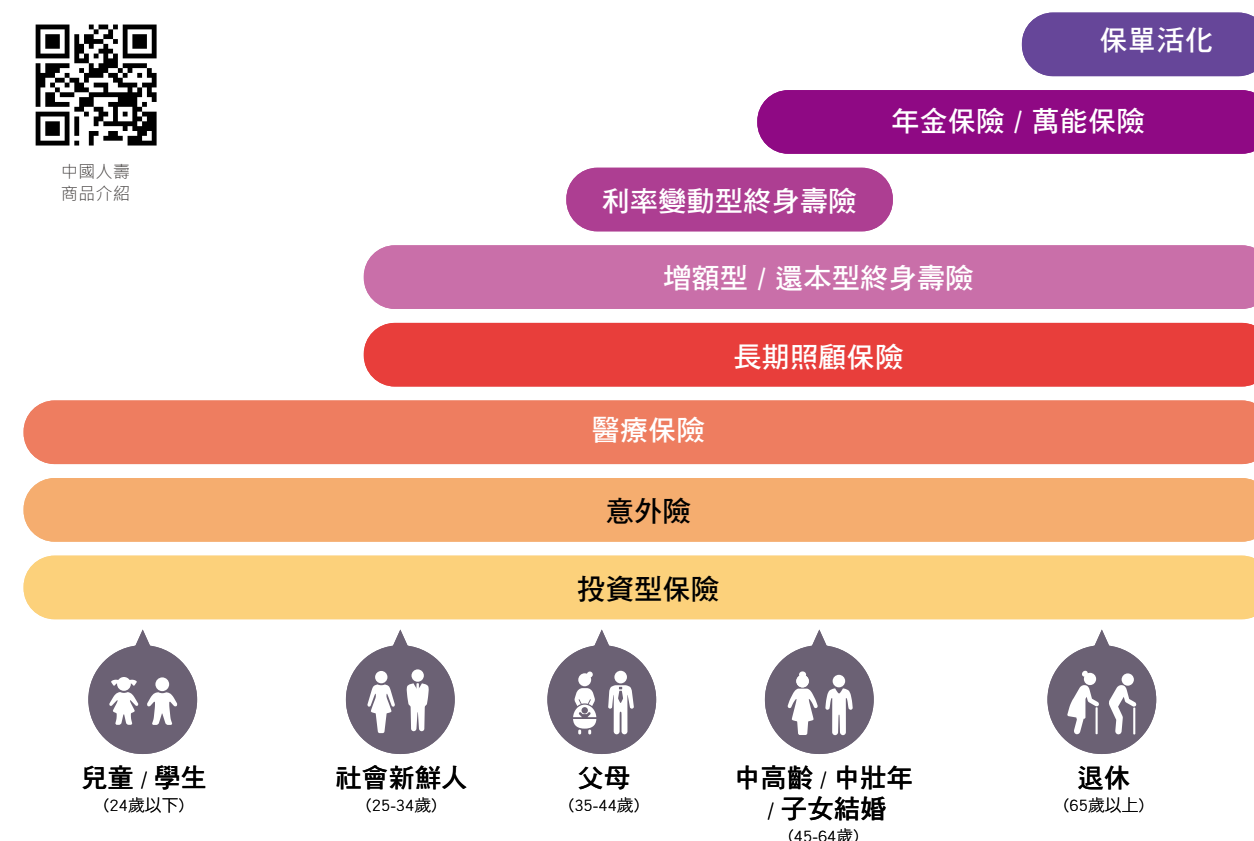 保單活化
年金保險 / 萬能保險
中國人壽
商品介紹
利率變動型終身壽險
增額型 / 還本型終身壽險
長期照顧保險
醫療保險
意外險
投資型保險
兒童 / 學生
(24歲以下)
社會新鮮人
(25-34歲)
父母
(35-44歲)
中高齡 / 中壯年
/ 子女結婚
(45-64歲)
退休
(65歲以上)